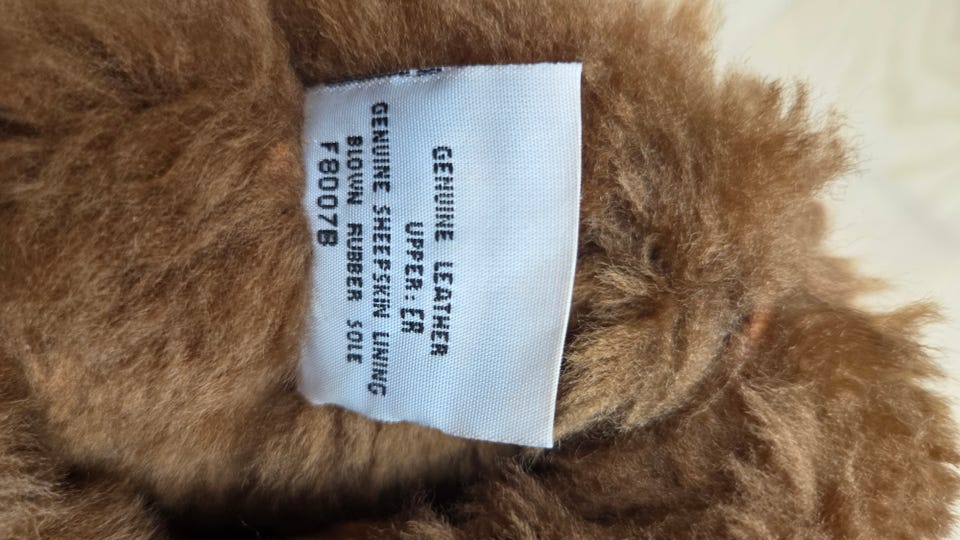 GENUINE LEATHER
UPPER:ER
GENUINE SHEEPSKIN LINING
BLOWN RUBBER SOLE
F8007B